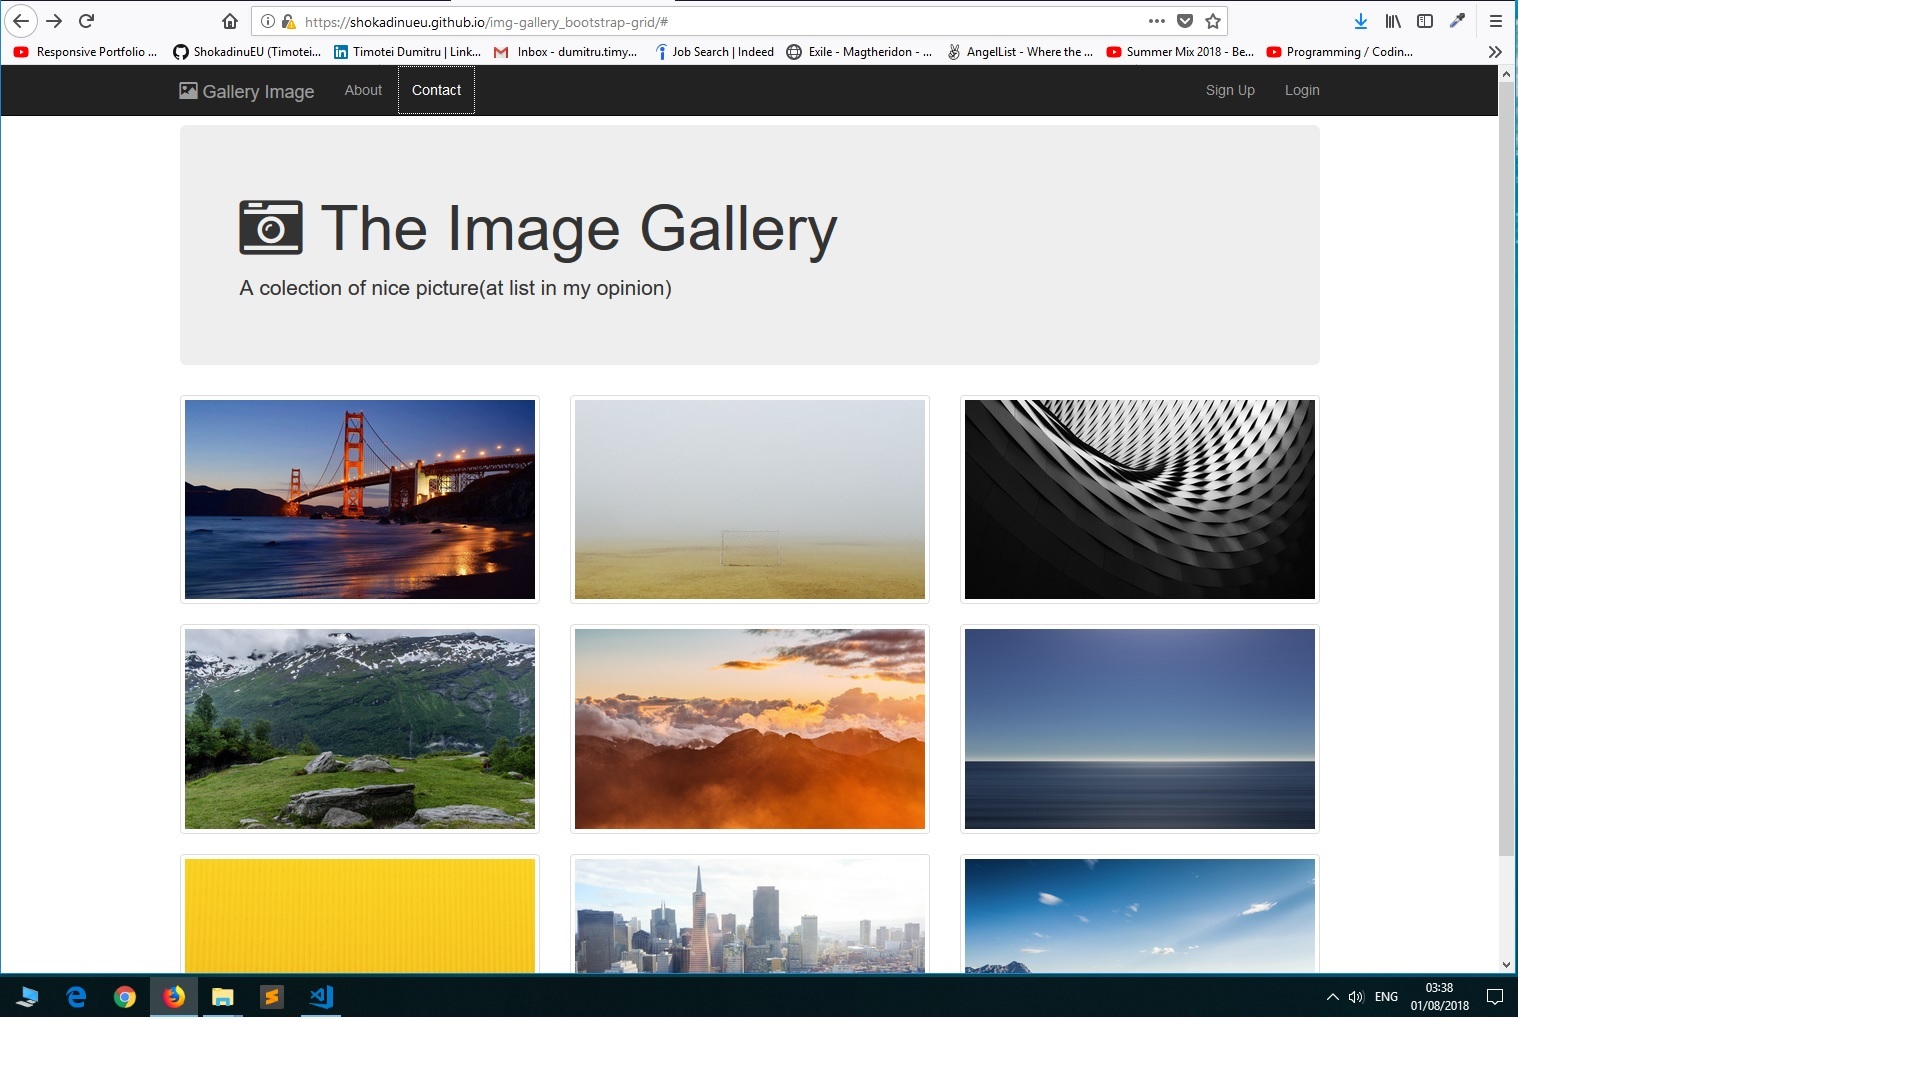 https://shokadinueu.github.io/img-gallery_bootstrap-grid/#
Responsive Portfolio ... ShokadinuEU (Timotei... Timotei Dumitru | Link... Inbox - dumitru.timy... Job Search | Indeed Exile - Magtheridon - ... AngelList - Where the ... Summer Mix 2018 - Be... Programming / Codin...
Gallery Image About Contact Sign Up Login
The Image Gallery
A colection of nice picture(at list in my opinion)
ENG
03:38
01/08/2018